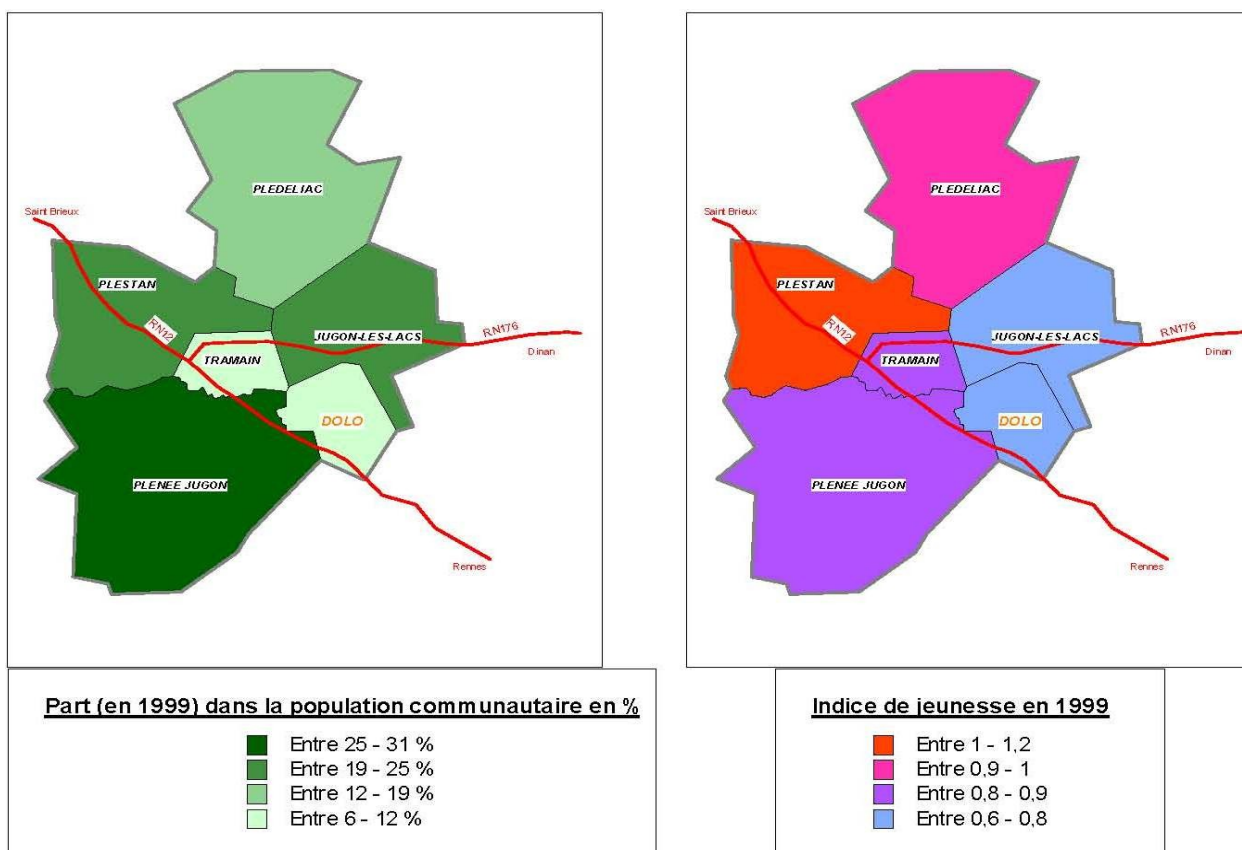 PLEDELIAC
Saint Brieux
PLESTAN
RN12
JUGON-LES-LACS
RN176
Dinan
TRAMAIN
DOLO
PLENEE JUGON
Rennes
Part (en 1999) dans la population communautaire en %
Entre 25 - 31 %
Entre 19 - 25 %
Entre 12 - 19 %
Entre 6 - 12 %
PLEDELIAC
Saint Brieux
PLESTAN
RN12
JUGON-LES-LACS
RN176
Dinan
TRAMAIN
DOLO
PLENEE JUGON
Rennes
Indice de jeunesse en 1999
Entre 1 - 1,2
Entre 0,9 - 1
Entre 0,8 - 0,9
Entre 0,6 - 0,8